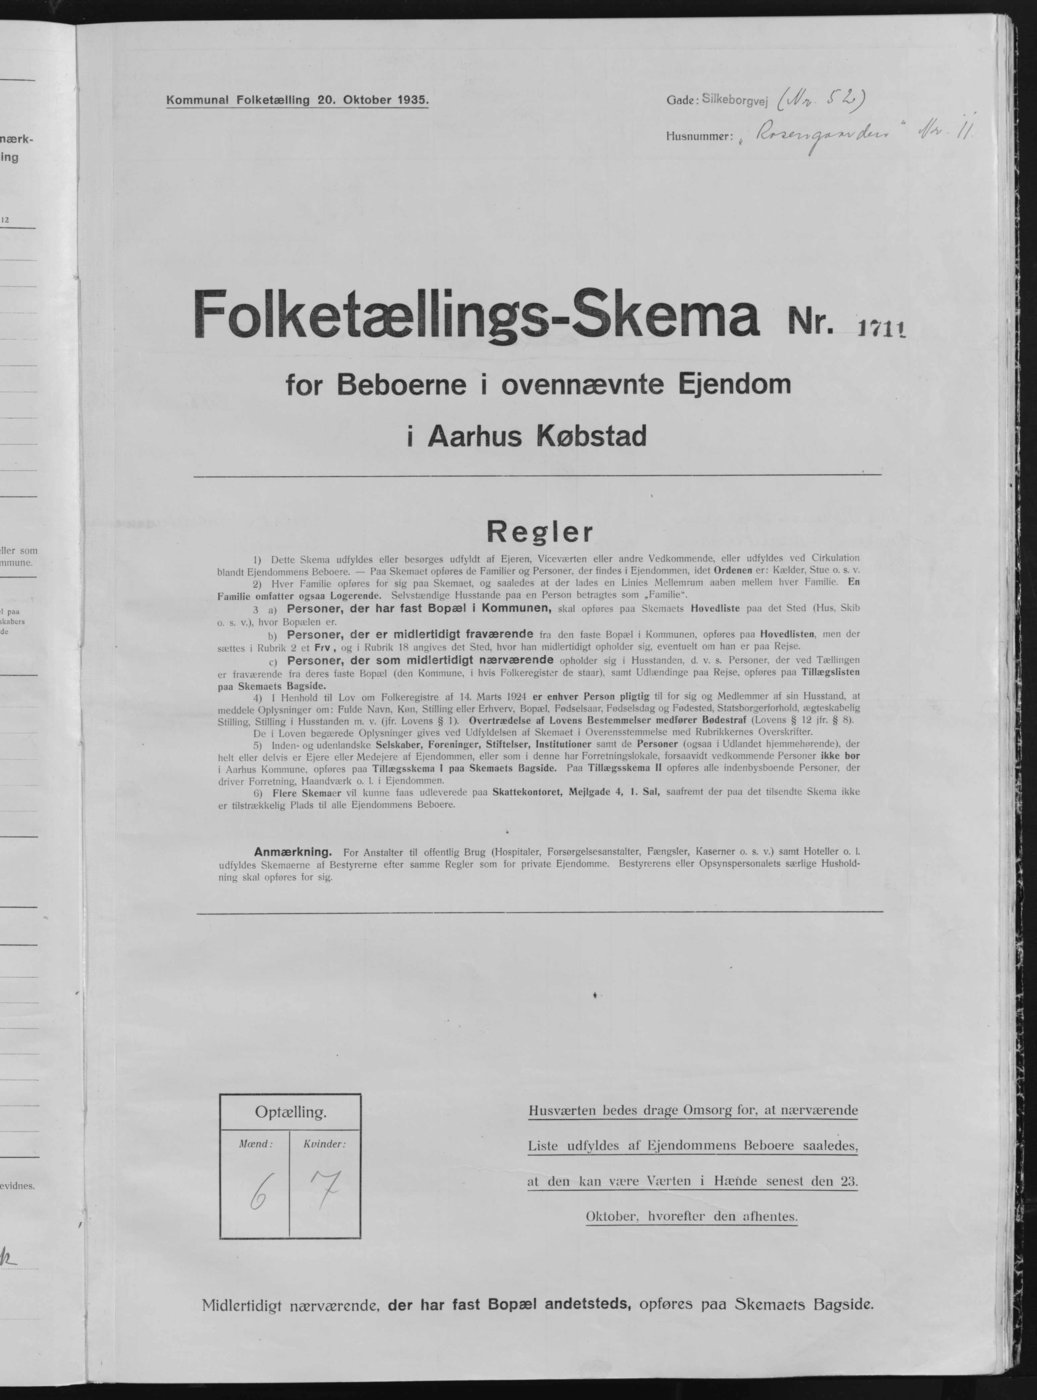 Kommunal Folketælling 20. Oktober 1935.
Gade: Silkeborgvej (Nr. 52)
Husnummer: „Rosengaarden“ Nr. 11.
Folketællings-Skema Nr. 1711
for Beboerne i ovennævnte Ejendom
i Aarhus Købstad
Regler
1) Dette Skema udfyldes eller besørges udfyldt af Ejeren, Viceværten eller andre Vedkommende, eller udfyldes ved Cirkulation
blandt Ejendommens Beboere. — Paa Skemaet opføres de Familier og Personer, der findes i Ejendommen, idet Ordenen er: Kælder, Stue o. s. v.
2) Hver Familie opføres for sig paa Skemaet, og saaledes at der lades en Linies Mellemrum aaben mellem hver Familie. En
Familie omfatter ogsaa Logerende. Selvstændige Husstande paa en Person betragtes som „Familie“.
3 a) Personer, der har fast Bopæl i Kommunen, skal opføres paa Skemaets Hovedliste paa det Sted (Hus, Skib
o. s. v.), hvor Bopælen er.
b) Personer, der er midlertidigt fraværende fra den faste Bopæl i Kommunen, opføres paa Hovedlisten, men der
sættes i Rubrik 2 et Frv., og i Rubrik 18 angives det Sted, hvor han midlertidigt opholder sig, eventuelt om han er paa Rejse.
c) Personer, der som midlertidigt nærværende opholder sig i Husstanden, d. v. s. Personer, der ved Tællingen
er fraværende fra deres faste Bopæl (den Kommune, i hvis Folkeregister de staar), samt Udlændinge paa Rejse, opføres paa Tillægslisten
paa Skemaets Bagside.
4) I Henhold til Lov om Folkeregistre af 14. Marts 1924 er enhver Person pligtig til for sig og Medlemmer af sin Husstand, at
meddele Oplysninger om: Fulde Navn, Køn, Stilling eller Erhverv, Bopæl, Fødselsaar, Fødselsdag og Fødested, Statsborgerforhold, ægteskabelig
Stilling, Stilling i Husstanden m. v. (jfr. Lovens § 1). Overtrædelse af Lovens Bestemmelser medfører Bødestraf (Lovens § 12 jfr. § 8).
De i Loven begærede Oplysninger gives ved Udfyldelsen af Skemaet i Overensstemmelse med Rubrikkernes Overskrifter.
5) Inden- og udenlandske Selskaber, Foreninger, Stiftelser, Institutioner samt de Personer (ogsaa i Udlandet hjemmehørende), der
helt eller delvis er Ejere eller Medejere af Ejendommen, eller som i denne har Forretningslokale, forsaavidt vedkommende Personer ikke bor
i Aarhus Kommune, opføres paa Tillægsskema I paa Skemaets Bagside. Paa Tillægsskema II opføres alle indenbysboende Personer, der
driver Forretning, Haandværk o. l. i Ejendommen.
6) Flere Skemaer vil kunne faas udleverede paa Skattekontoret, Mejlgade 4, 1. Sal, saafremt der paa det tilsendte Skema ikke
er tilstrækkelig Plads til alle Ejendommens Beboere.
Anmærkning. For Anstalter til offentlig Brug (Hospitaler, Forsørgelsesanstalter, Fængsler, Kaserner o. s. v.) samt Hoteller o. l.
udfyldes Skemaerne af Bestyrerne efter samme Regler som for private Ejendomme. Bestyrerens eller Opsynspersonalets særlige Hushold-
ning skal opføres for sig.
Optælling.
Mænd: Kvinder:
6 7
Husværten bedes drage Omsorg for, at nærværende
Liste udfyldes af Ejendommens Beboere saaledes,
at den kan være Værten i Hænde senest den 23.
Oktober, hvorefter den afhentes.
Midlertidigt nærværende, der har fast Bopæl andetsteds, opføres paa Skemaets Bagside.